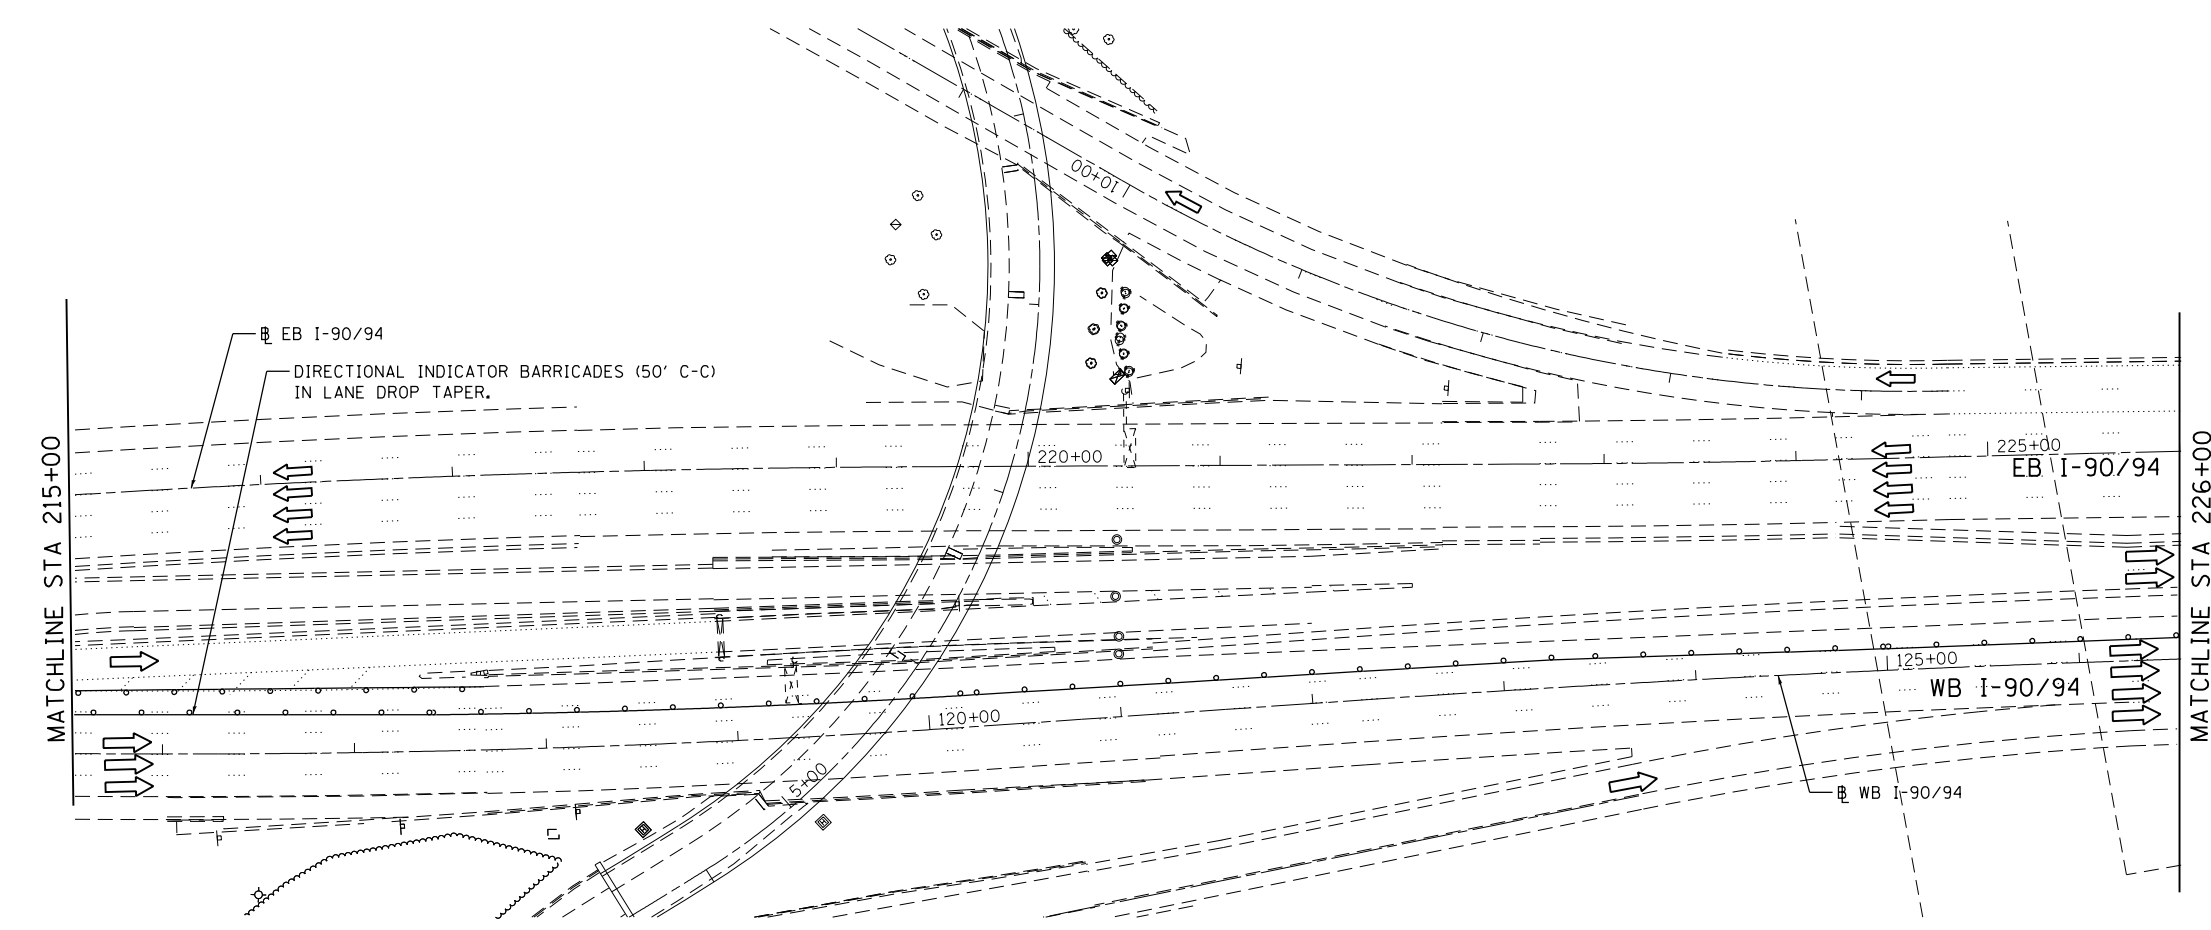 10+00
℄ EB I-90/94
DIRECTIONAL INDICATOR BARRICADES (50' C-C)
IN LANE DROP TAPER.
220+00
225+00
EB I-90/94
MATCHLINE STA 215+00
MATCHLINE STA 226+00
125+00
WB I-90/94
120+00
5+00
℄ WB I-90/94